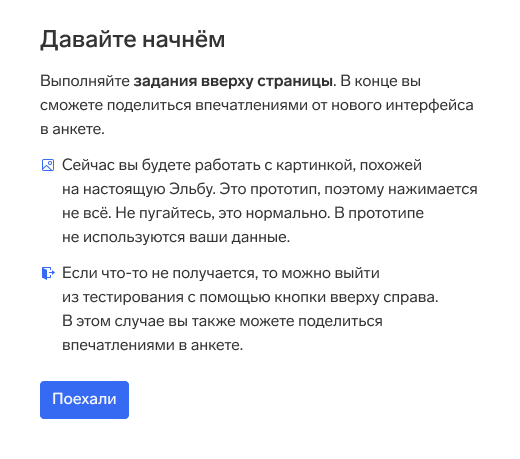 Давайте начнём
Выполняйте задания вверху страницы. В конце вы
сможете поделиться впечатлениями от нового интерфейса
в анкете.
Сейчас вы будете работать с картинкой, похожей
на настоящую Эльбу. Это прототип, поэтому нажимается
не всё. Не пугайтесь, это нормально. В прототипе
не используются ваши данные.
Если что-то не получается, то можно выйти
из тестирования с помощью кнопки вверху справа.
В этом случае вы также можете поделиться
впечатлениями в анкете.
Поехали